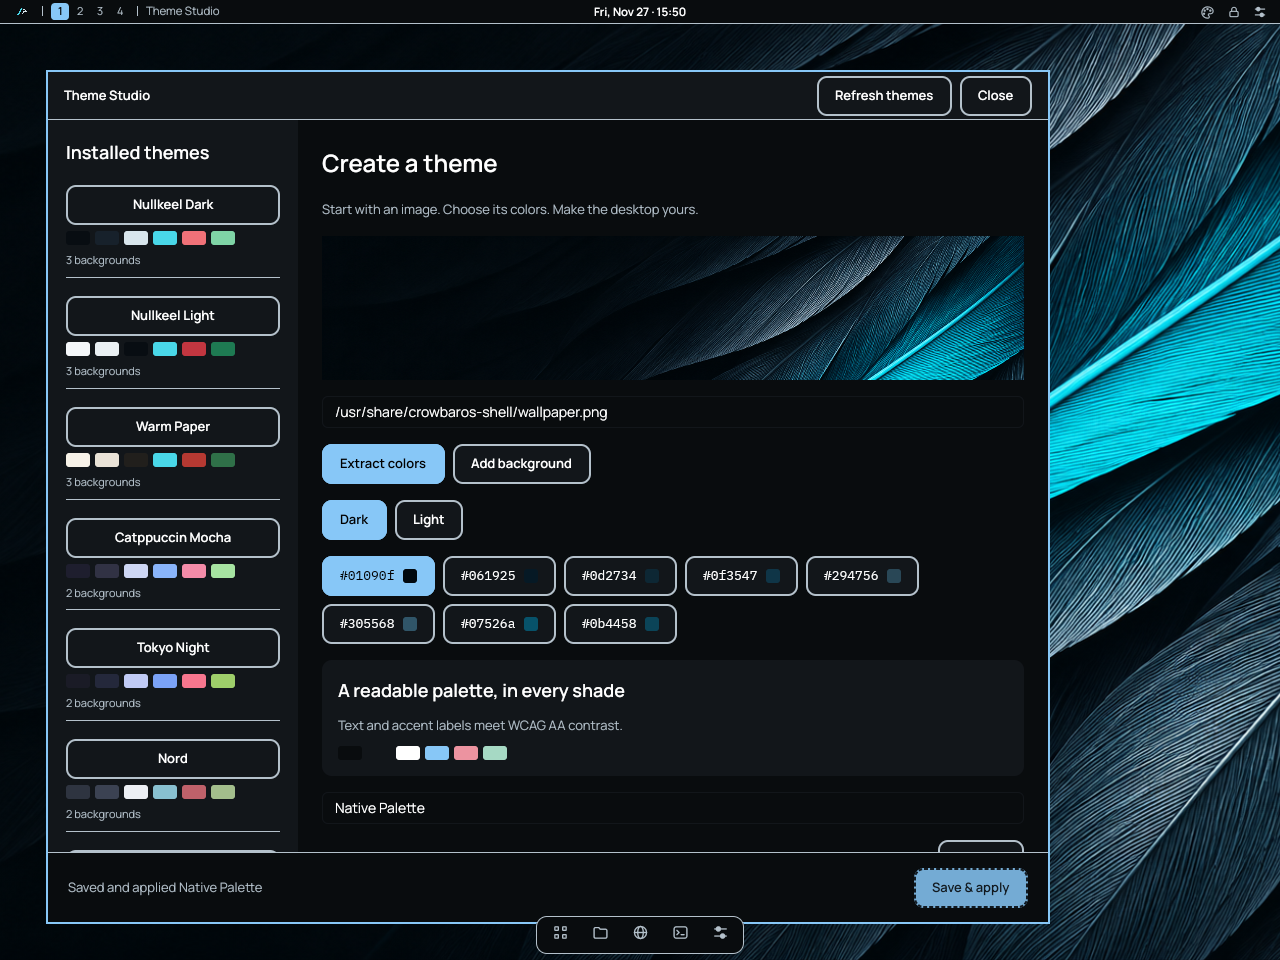 1 2 3 4 Theme Studio
Fri, Nov 27 · 15:50
Theme Studio
Refresh themes
Close
Installed themes
Nullkeel Dark
3 backgrounds
Nullkeel Light
3 backgrounds
Warm Paper
3 backgrounds
Catppuccin Mocha
2 backgrounds
Tokyo Night
2 backgrounds
Nord
2 backgrounds
Create a theme
Start with an image. Choose its colors. Make the desktop yours.
/usr/share/crowbaros-shell/wallpaper.png
Extract colors
Add background
Dark
Light
#01090f #061925 #0d2734 #0f3547 #294756
#305568 #07526a #0b4458
A readable palette, in every shade
Text and accent labels meet WCAG AA contrast.
Native Palette
Saved and applied Native Palette
Save & apply